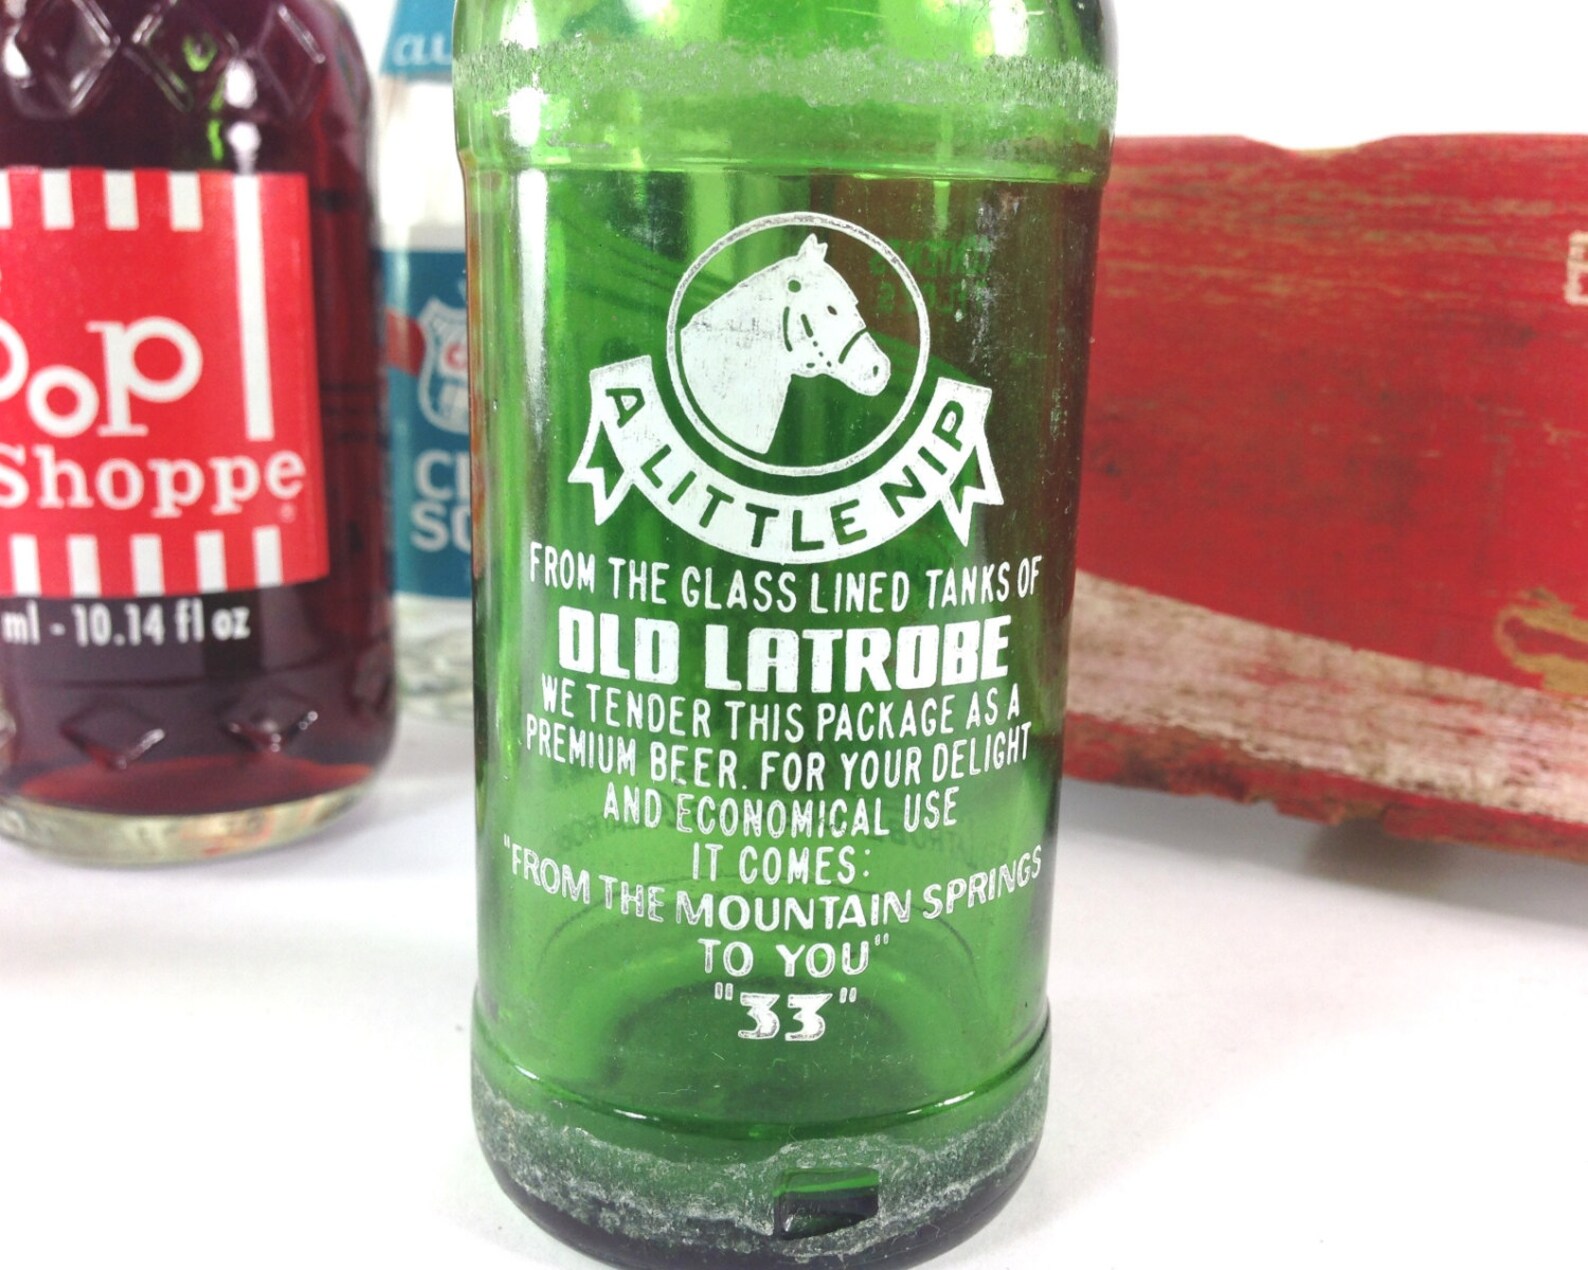 A LITTLE NIP
FROM THE GLASS LINED TANKS OF
OLD LATROBE
WE TENDER THIS PACKAGE AS A
PREMIUM BEER. FOR YOUR DELIGHT
AND ECONOMICAL USE
IT COMES:
"FROM THE MOUNTAIN SPRINGS
TO YOU"
"33"
Pop
Shoppe
ml - 10.14 fl oz